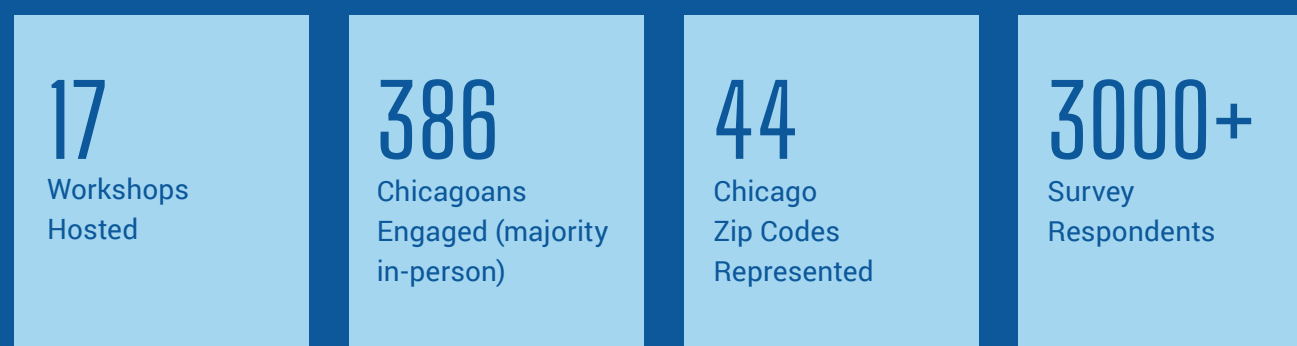 17
Workshops
Hosted
386
Chicagoans
Engaged (majority
in-person)
44
Chicago
Zip Codes
Represented
3000+
Survey
Respondents